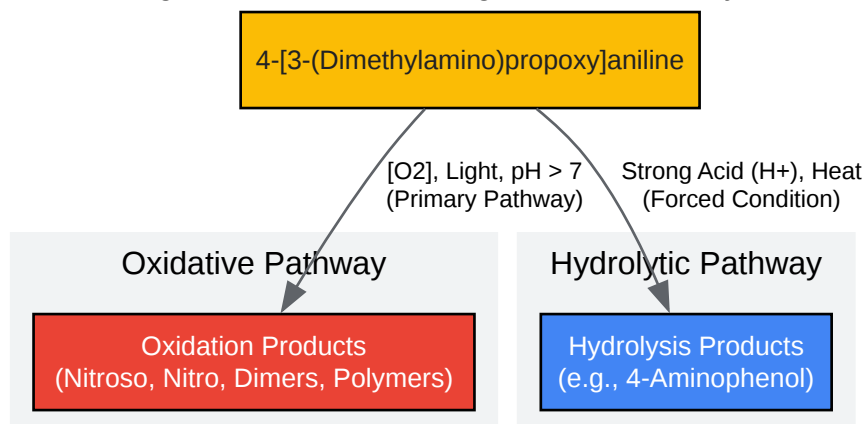 4-[3-(Dimethylamino)propoxy]aniline
[O2], Light, pH > 7
(Primary Pathway)
Strong Acid (H+), Heat
(Forced Condition)
Oxidative Pathway
Hydrolytic Pathway
Oxidation Products
(Nitroso, Nitro, Dimers, Polymers)
Hydrolysis Products
(e.g., 4-Aminophenol)